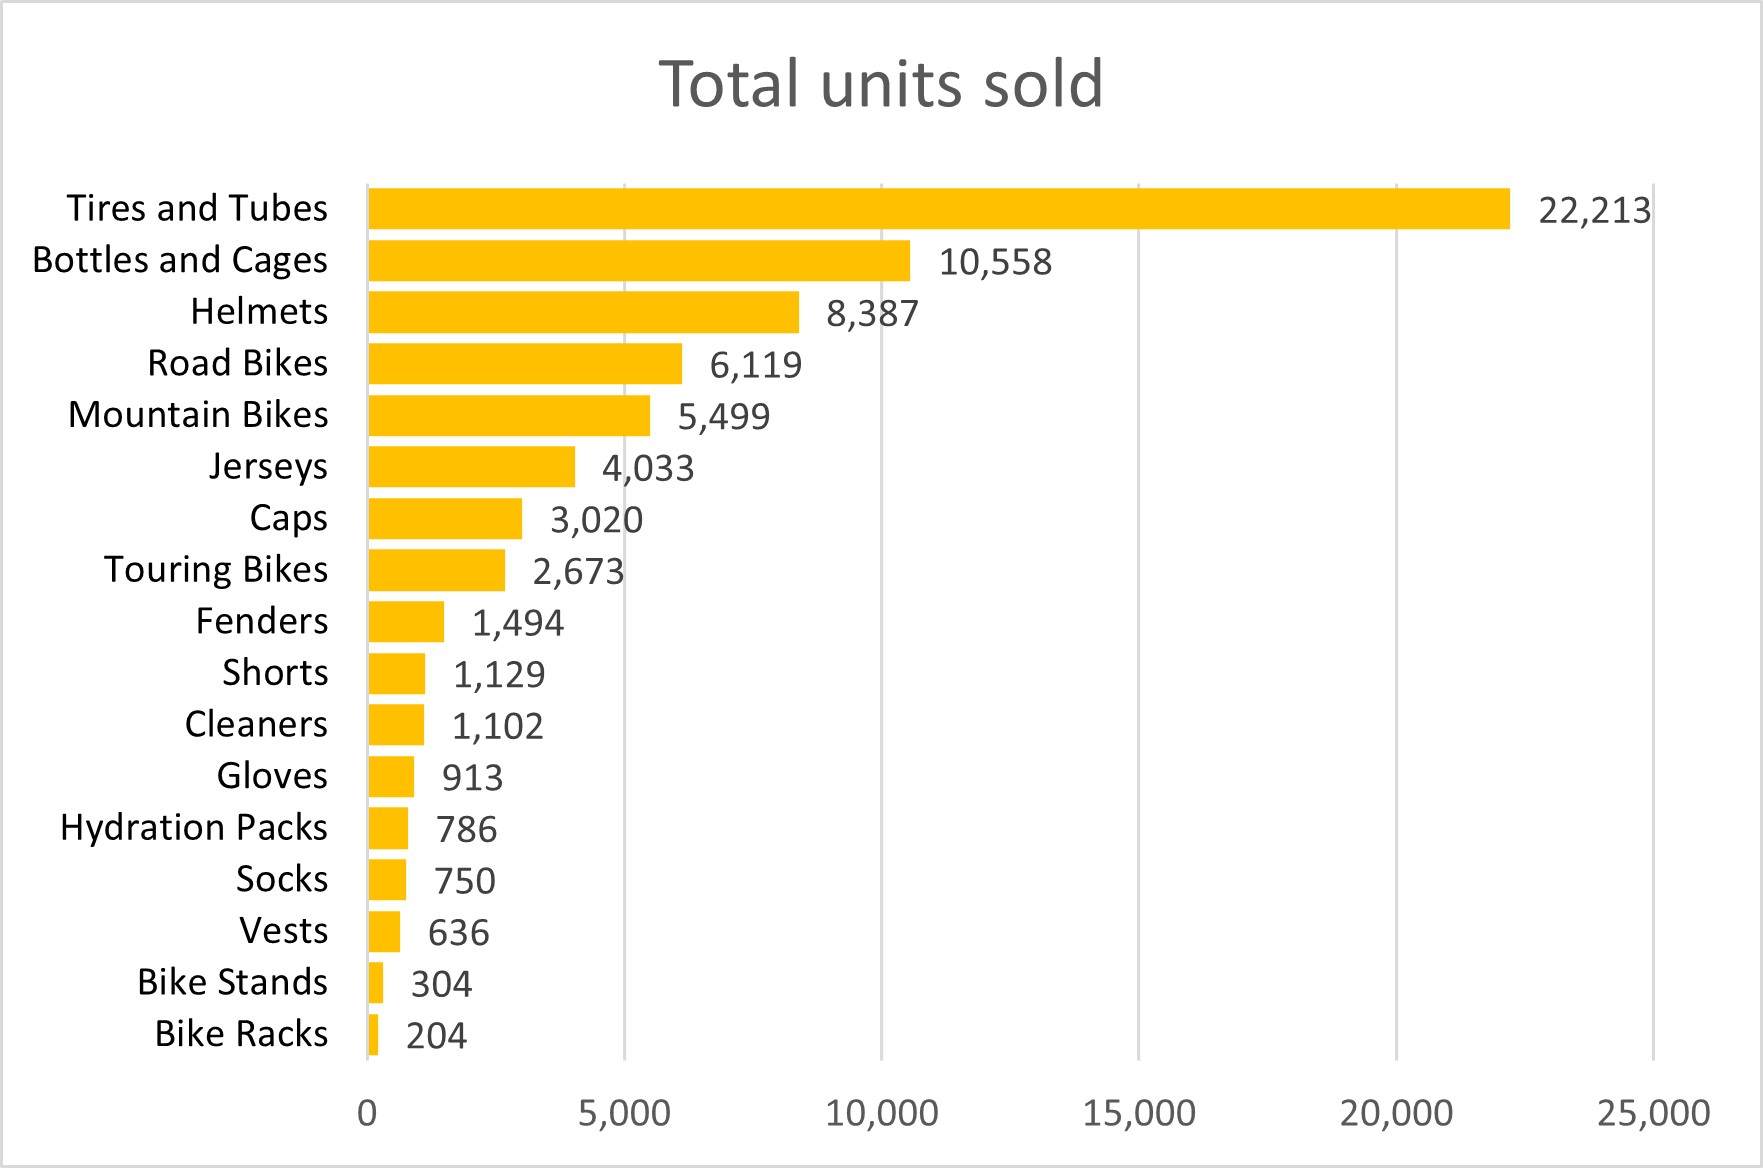 Total units sold
Tires and Tubes 22,213
Bottles and Cages 10,558
Helmets 8,387
Road Bikes 6,119
Mountain Bikes 5,499
Jerseys 4,033
Caps 3,020
Touring Bikes 2,673
Fenders 1,494
Shorts 1,129
Cleaners 1,102
Gloves 913
Hydration Packs 786
Socks 750
Vests 636
Bike Stands 304
Bike Racks 204
0 5,000 10,000 15,000 20,000 25,000